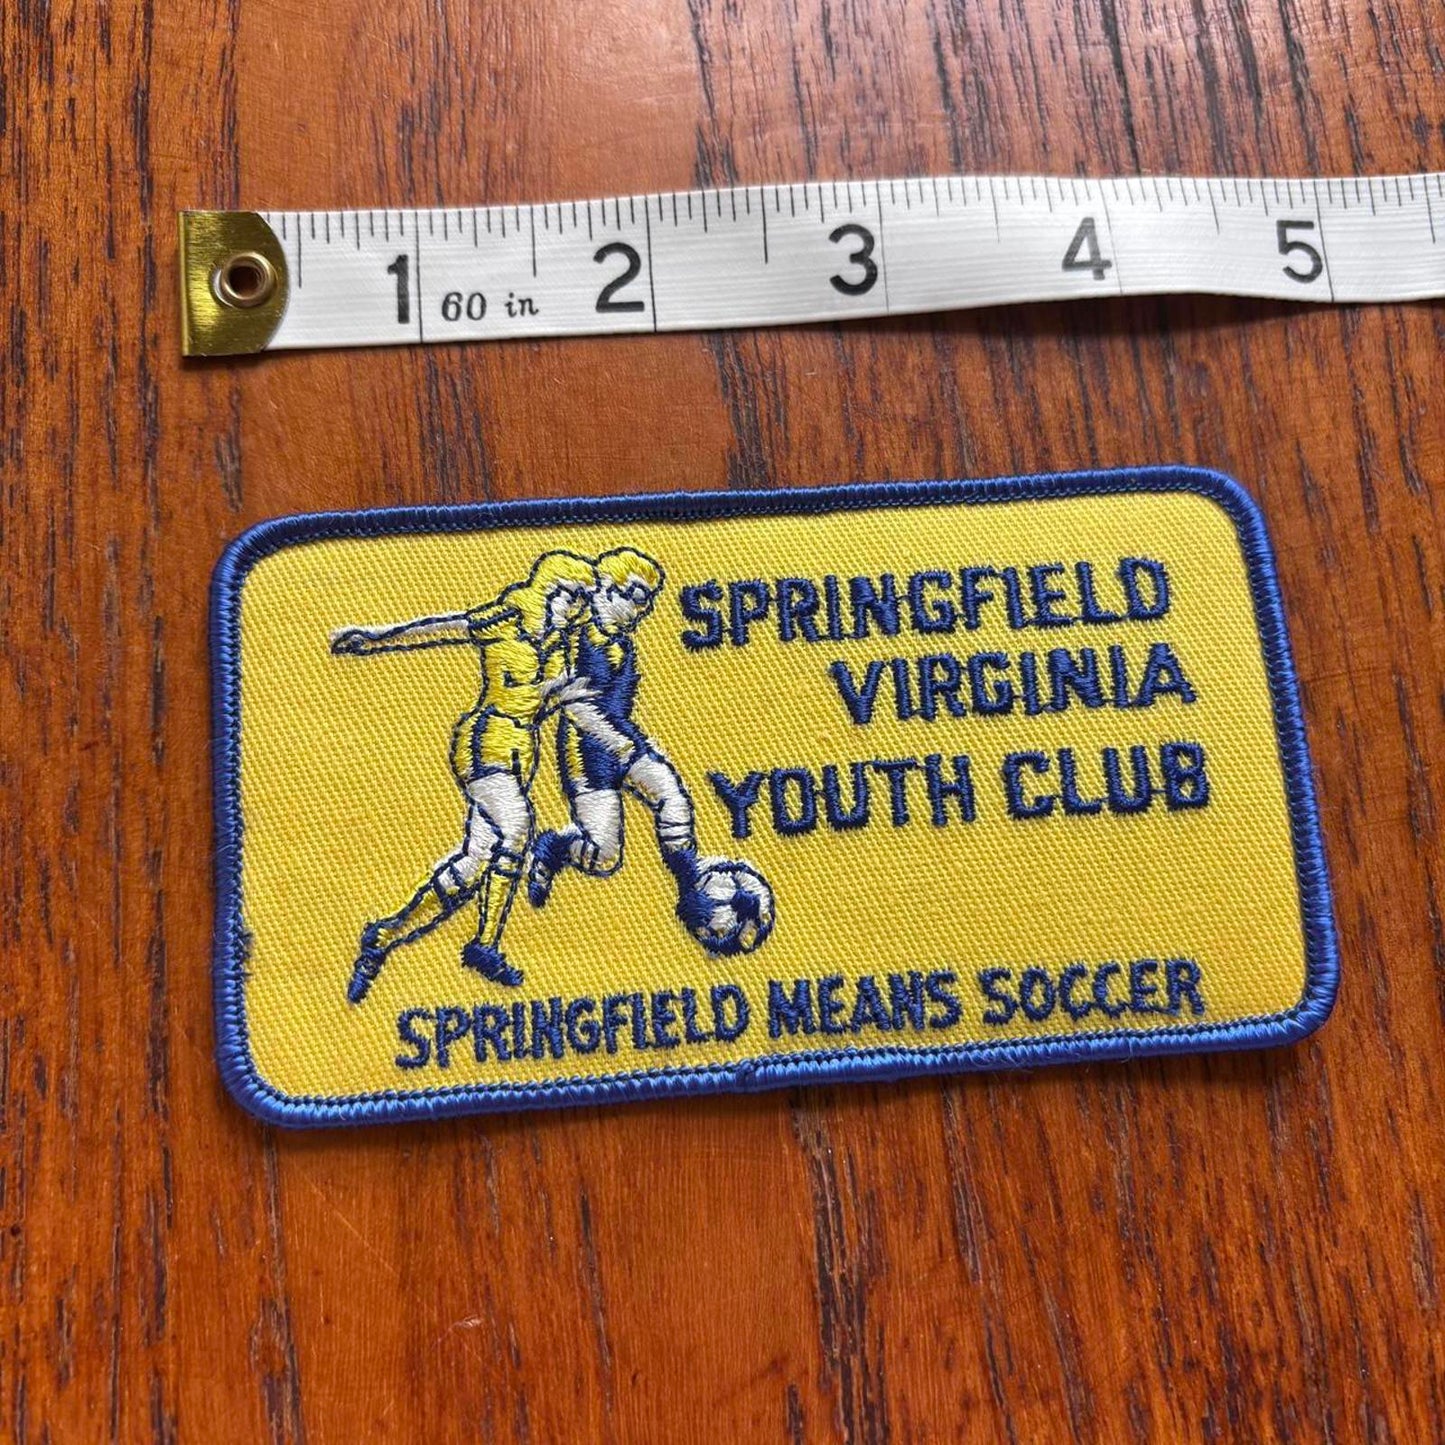 1 60 in 2 3 4 5
SPRINGFIELD
VIRGINIA
YOUTH CLUB
SPRINGFIELD MEANS SOCCER